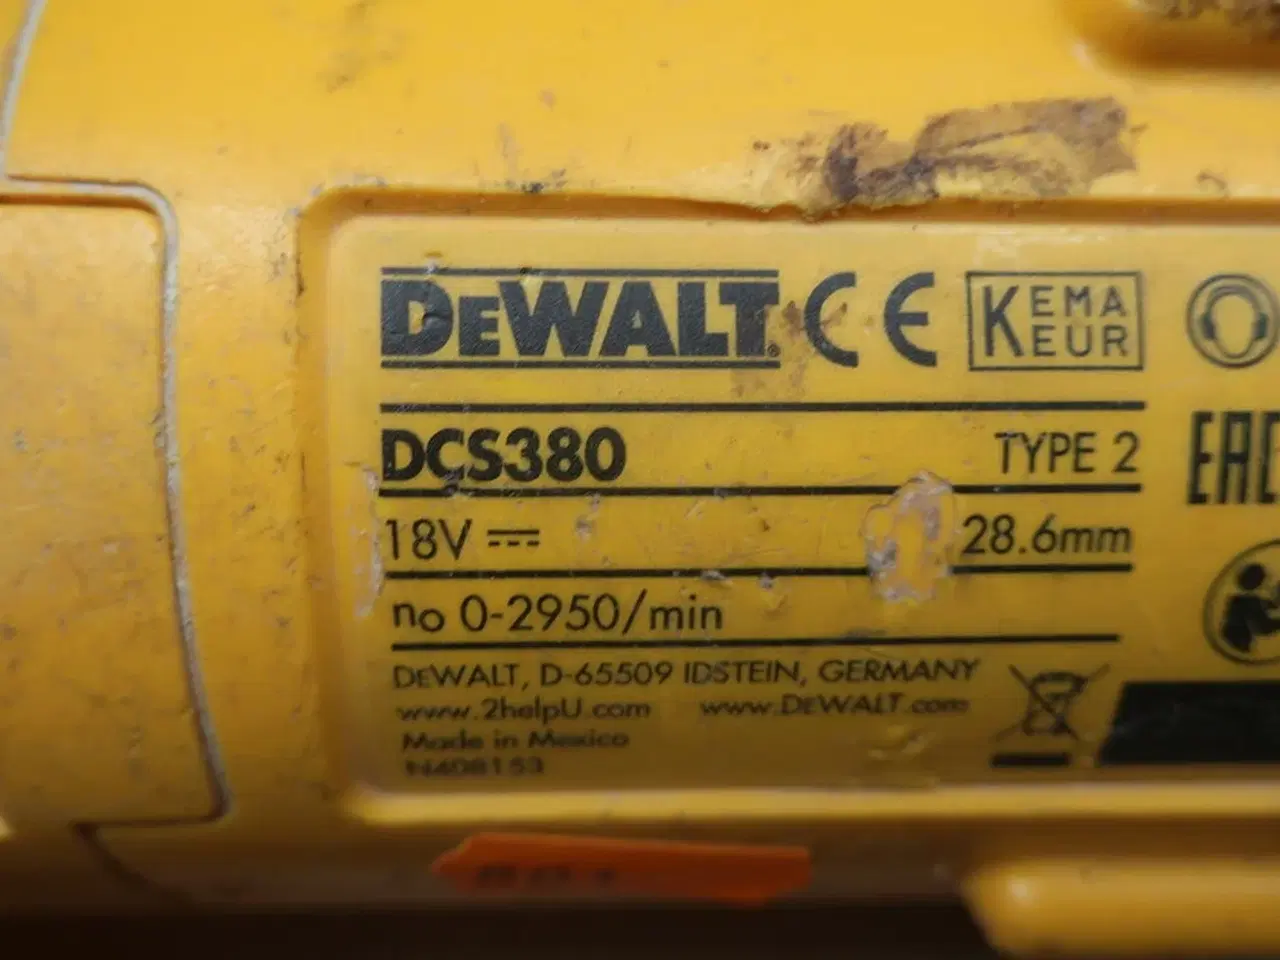 DEWALT® CE KEMA KEUR
DCS380 TYPE 2
18V 28.6mm
no 0-2950/min
DEWALT, D-65509 IDSTEIN, GERMANY
www.2helpU.com www.DEWALT.com
Made in Mexico
N408153